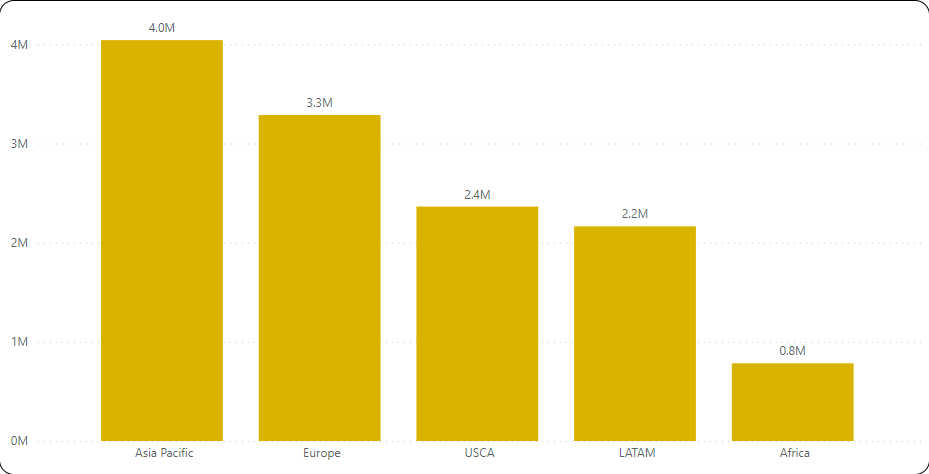 4.0M
4M
3.3M
3M
2.4M
2.2M
2M
1M
0.8M
0M
Asia Pacific Europe USCA LATAM Africa